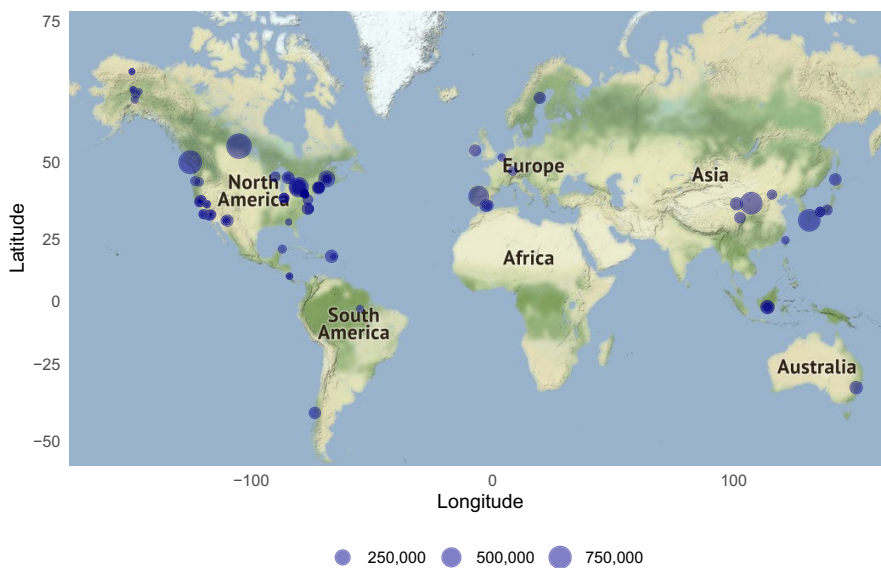 75
50
25
0
−25
−50
Latitude
North
America
Europe
Asia
Africa
South
America
Australia
−100
0
100
Longitude
250,000
500,000
750,000